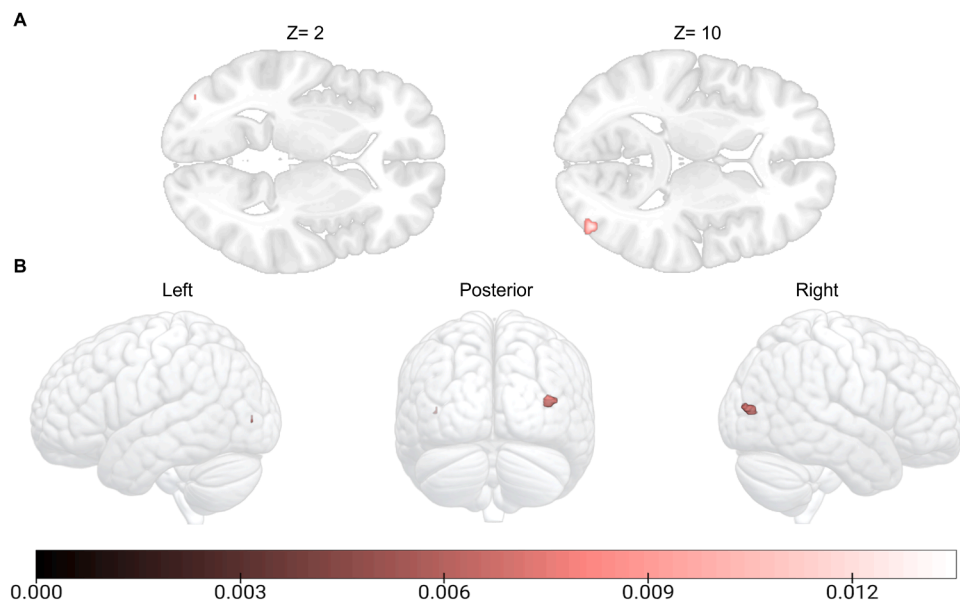 A
Z= 2
Z= 10
B
Left
Posterior
Right
0.000
0.003
0.006
0.009
0.012